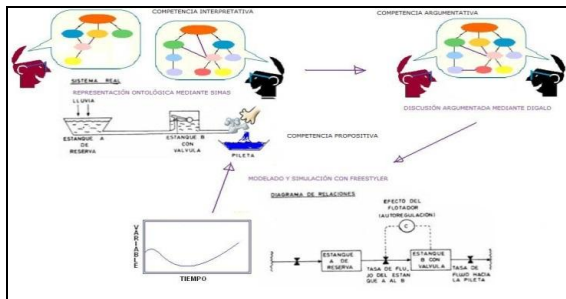 COMPETENCIA INTERPRETATIVA
COMPETENCIA ARGUMENTATIVA
SISTEMA REAL
REPRESENTACIÓN ONTOLÓGICA MEDIANTE SIMAS
LLUVIA
ESTANQUE A
DE
RESERVA
ESTANQUE B
CON
VALVULA
PILETA
DISCUSIÓN ARGUMENTADA MEDIANTE DIGALO
COMPETENCIA PROPOSITIVA
MODELADO Y SIMULACIÓN CON FREESTYLER
DIAGRAMA DE RELACIONES
EFECTO DEL
FLOTADOR
(AUTOREGULACIÓN)
C
ESTANQUE
A DE
RESERVA
TASA DE FLU_
JO DEL ESTAN
QUE A AL B
ESTANQUE
B CON
VALVULA
TASA DE
FLUJO HACIA
LA PILETA
VARIABLE
TIEMPO